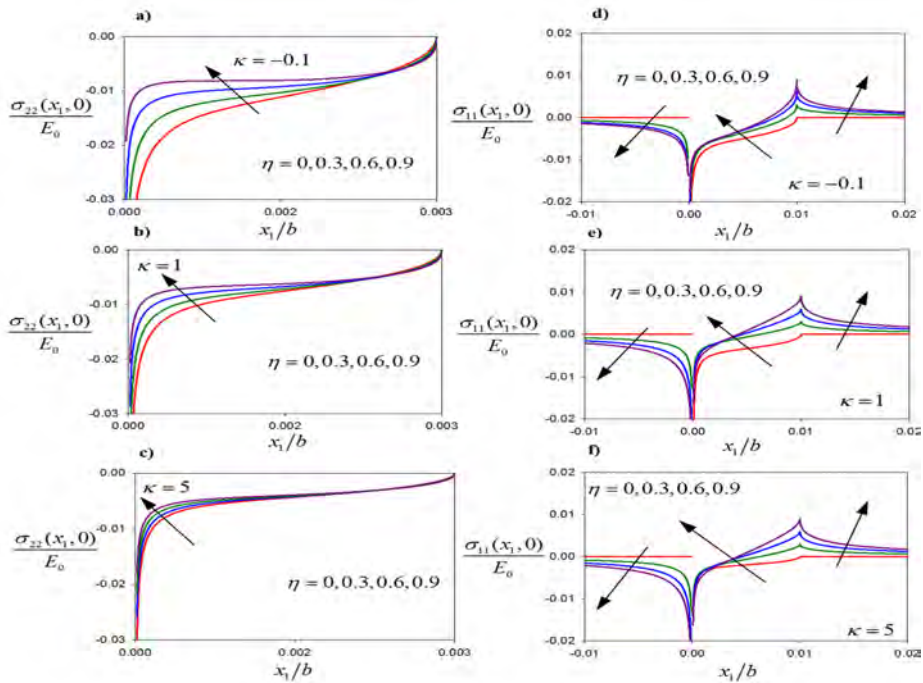 a)
0.00
-0.01
-0.02
-0.03
σ₂₂(x₁,0)
E₀
κ = −0.1
η = 0, 0.3, 0.6, 0.9
0.000
0.002
0.003
x₁/b
b)
0.00
-0.01
-0.02
-0.03
σ₂₂(x₁,0)
E₀
κ = 1
η = 0, 0.3, 0.6, 0.9
0.000
0.002
0.003
x₁/b
c)
0.00
-0.01
-0.02
-0.03
σ₂₂(x₁,0)
E₀
κ = 5
η = 0, 0.3, 0.6, 0.9
0.000
0.002
0.003
x₁/b
d)
0.02
0.01
0.00
-0.01
-0.02
σ₁₁(x₁,0)
E₀
η = 0, 0.3, 0.6, 0.9
κ = −0.1
-0.01
0.00
0.01
0.02
x₁/b
e)
0.02
0.01
0.00
-0.01
-0.02
σ₁₁(x₁,0)
E₀
η = 0, 0.3, 0.6, 0.9
κ = 1
-0.01
0.00
0.01
0.02
x₁/b
f)
0.02
0.01
0.00
-0.01
-0.02
σ₁₁(x₁,0)
E₀
η = 0, 0.3, 0.6, 0.9
κ = 5
-0.01
0.00
0.01
0.02
x₁/b